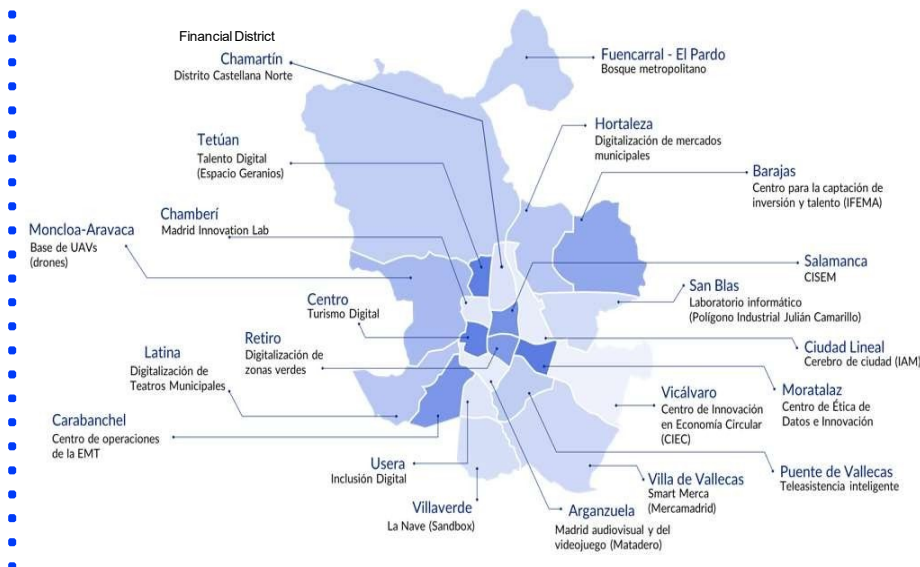 Financial District
Chamartín
Distrito Castellana Norte
Fuencarral - El Pardo
Bosque metropolitano
Hortaleza
Digitalización de mercados
municipales
Tetúan
Talento Digital
(Espacio Geranios)
Barajas
Centro para la captación de
inversión y talento (IFEMA)
Chamberí
Madrid Innovation Lab
Moncloa-Aravaca
Base de UAVs
(drones)
Salamanca
CISEM
San Blas
Laboratorio informático
(Polígono Industrial Julián Camarillo)
Centro
Turismo Digital
Retiro
Digitalización de
zonas verdes
Ciudad Lineal
Cerebro de ciudad (IAM)
Latina
Digitalización de
Teatros Municipales
Moratalaz
Centro de Ética de
Datos e Innovación
Vicálvaro
Centro de Innovación
en Economía Circular
(CIEC)
Carabanchel
Centro de operaciones
de la EMT
Usera
Inclusión Digital
Puente de Vallecas
Teleasistencia inteligente
Villa de Vallecas
Smart Merca
(Mercamadrid)
Villaverde
La Nave (Sandbox)
Arganzuela
Madrid audiovisual y del
videojuego (Matadero)